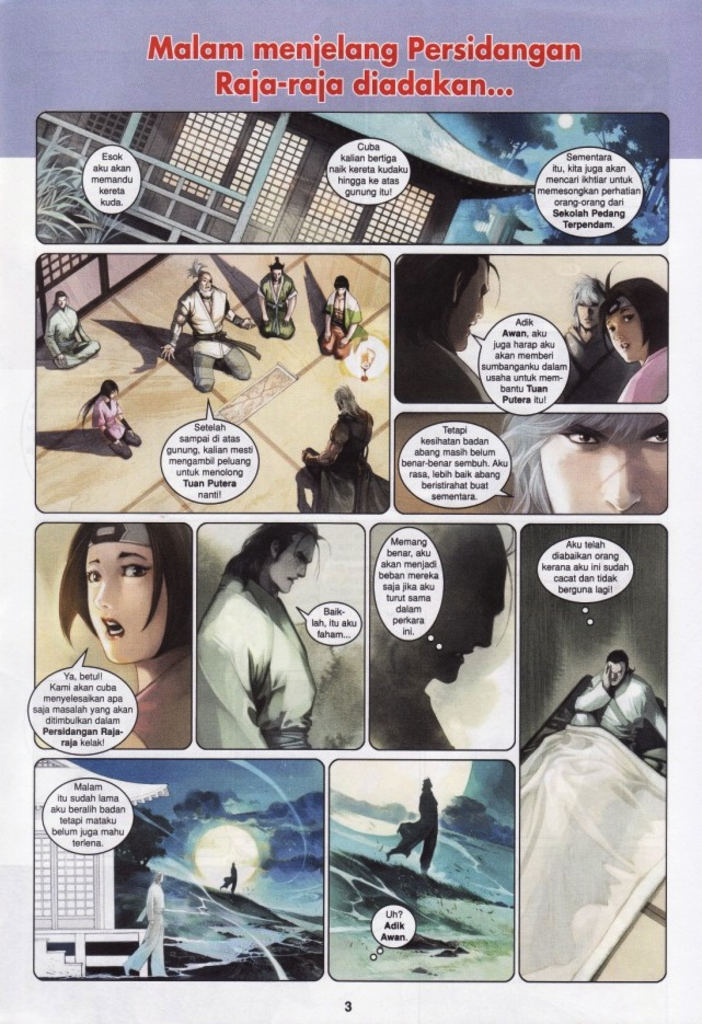 Malam menjelang Persidangan
Raja-raja diadakan...
Esok
aku akan
memandu
kereta
kuda.
Cuba
kalian bertiga
naik kereta kudaku
hingga ke atas
gunung itu!
Sementara
itu, kita juga akan
mencari ikhtiar untuk
memesongkan perhatian
orang-orang dari
Sekolah Pedang
Terpendam.
Setelah
sampai di atas
gunung, kalian mesti
mengambil peluang
untuk menolong
Tuan Putera
nanti!
Adik
Awan, aku
juga harap aku
akan memberi
sumbanganku dalam
usaha untuk mem-
bantu Tuan
Putera itu!
Tetapi
kesihatan badan
abang masih belum
benar-benar sembuh. Aku
rasa, lebih baik abang
beristirahat buat
sementara.
Ya, betul!
Kami akan cuba
menyelesaikan apa
saja masalah yang akan
ditimbulkan dalam
Persidangan Raja-
raja kelak!
Baik-
lah, itu aku
faham...
Memang
benar, aku
akan menjadi
beban mereka
saja jika aku
turut sama
dalam
perkara
ini.
Aku telah
diabaikan orang
kerana aku ini sudah
cacat dan tidak
berguna lagi!
Malam
itu sudah lama
aku beralih badan
tetapi mataku
belum juga mahu
terlena.
Uh?
Adik
Awan.
3